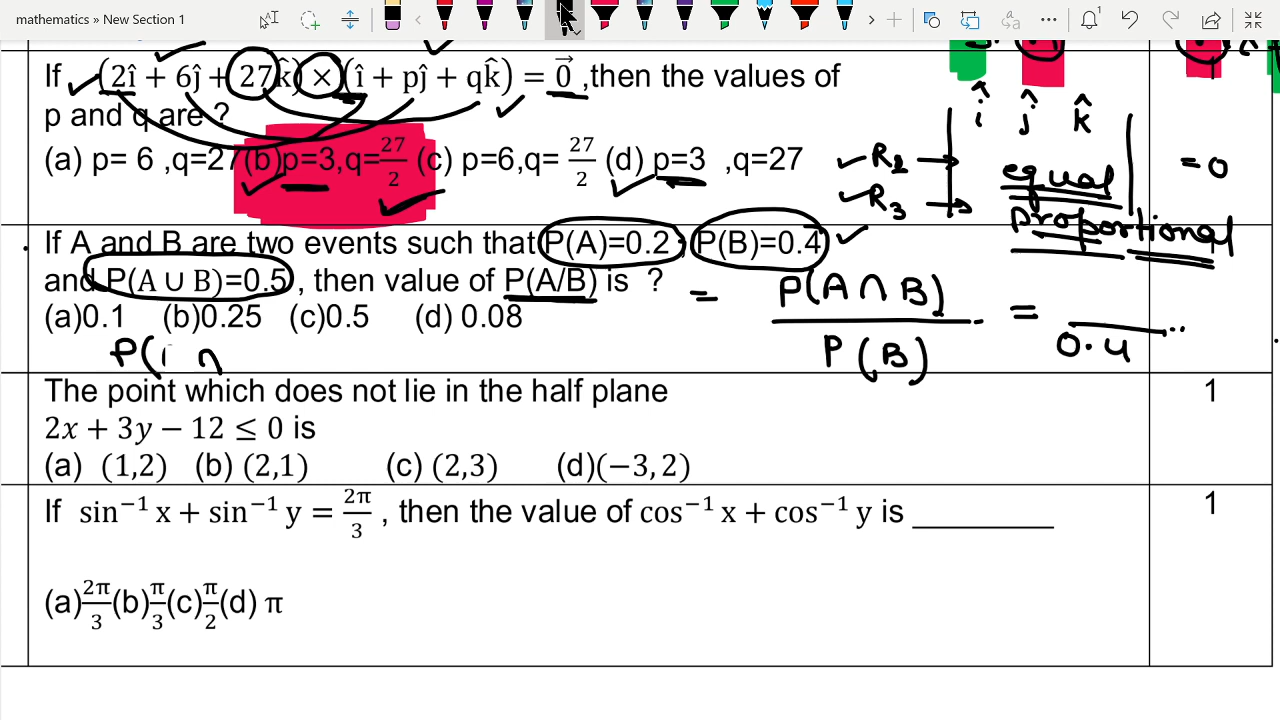 mathematics » New Section 1
If (2î + 6ĵ + 27k̂) × (î + pĵ + qk̂) = 0⃗ ,then the values of
p and q are ?
(a) p= 6 ,q=27(b)p=3,q=27/2 (c) p=6,q= 27/2 (d) p=3 ,q=27
î ĵ k̂
R₂ → equal
R₃ → proportional
= 0
1
If A and B are two events such that P(A)=0.2, P(B)=0.4
and P(A ∪ B)=0.5 , then value of P(A/B) is ?
= P(A∩B) / P(B) = / 0.4
(a)0.1 (b)0.25 (c)0.5 (d) 0.08
P( ∩
The point which does not lie in the half plane 1
2x + 3y − 12 ≤ 0 is
(a) (1,2) (b) (2,1) (c) (2,3) (d)(−3, 2)
If sin⁻¹ x + sin⁻¹ y = 2π/3 , then the value of cos⁻¹ x + cos⁻¹ y is ________ 1
(a)2π/3(b)π/3(c)π/2(d) π